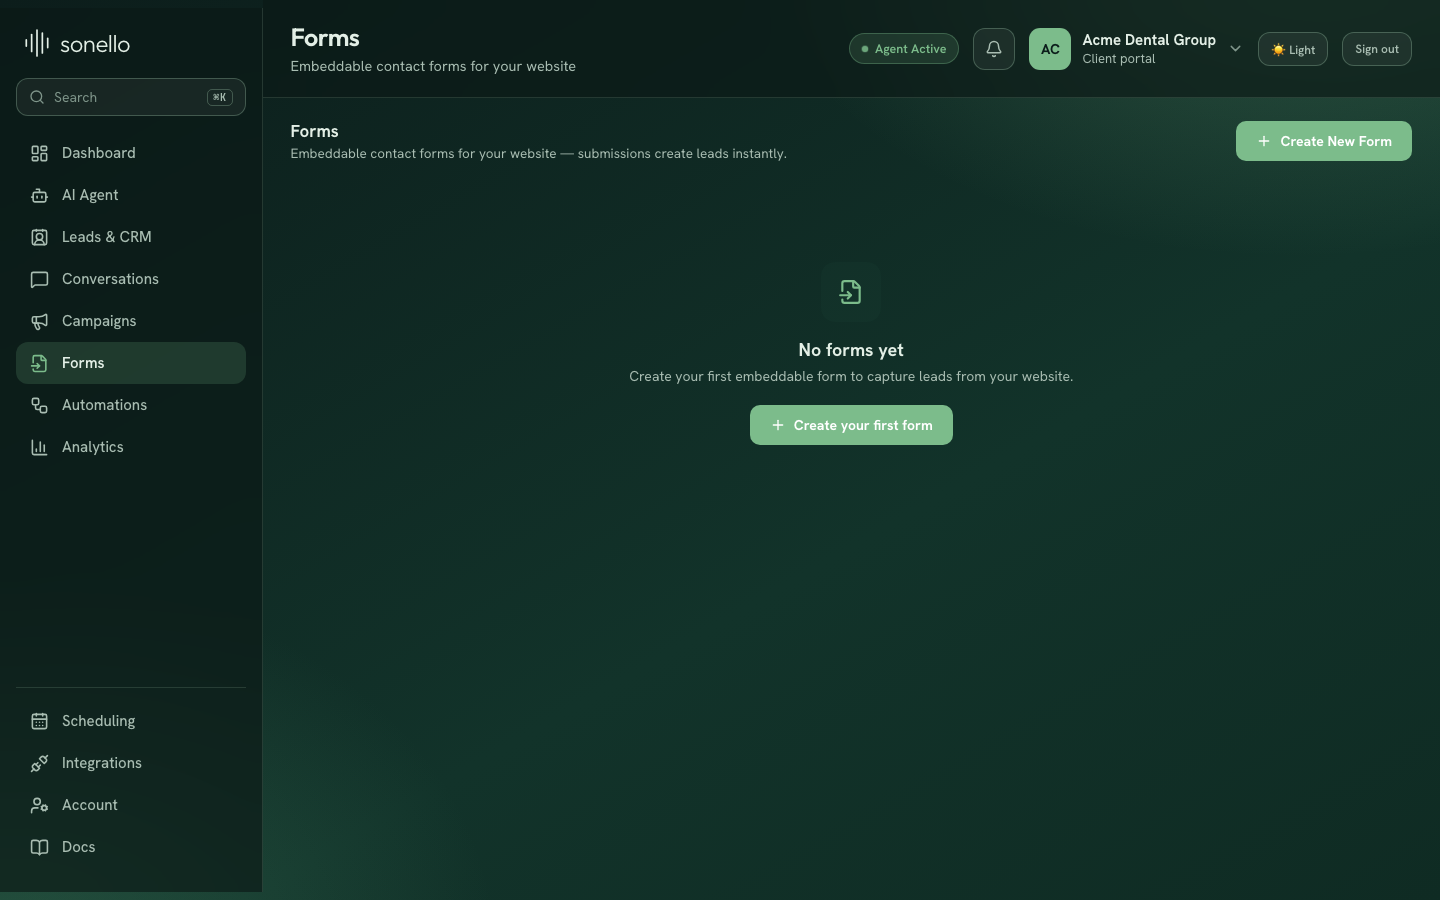 sonello
Search ⌘K
Dashboard
AI Agent
Leads & CRM
Conversations
Campaigns
Forms
Automations
Analytics
Scheduling
Integrations
Account
Docs
Forms
Embeddable contact forms for your website
Agent Active
AC
Acme Dental Group
Client portal
Light
Sign out
Forms
Embeddable contact forms for your website — submissions create leads instantly.
Create New Form
No forms yet
Create your first embeddable form to capture leads from your website.
Create your first form